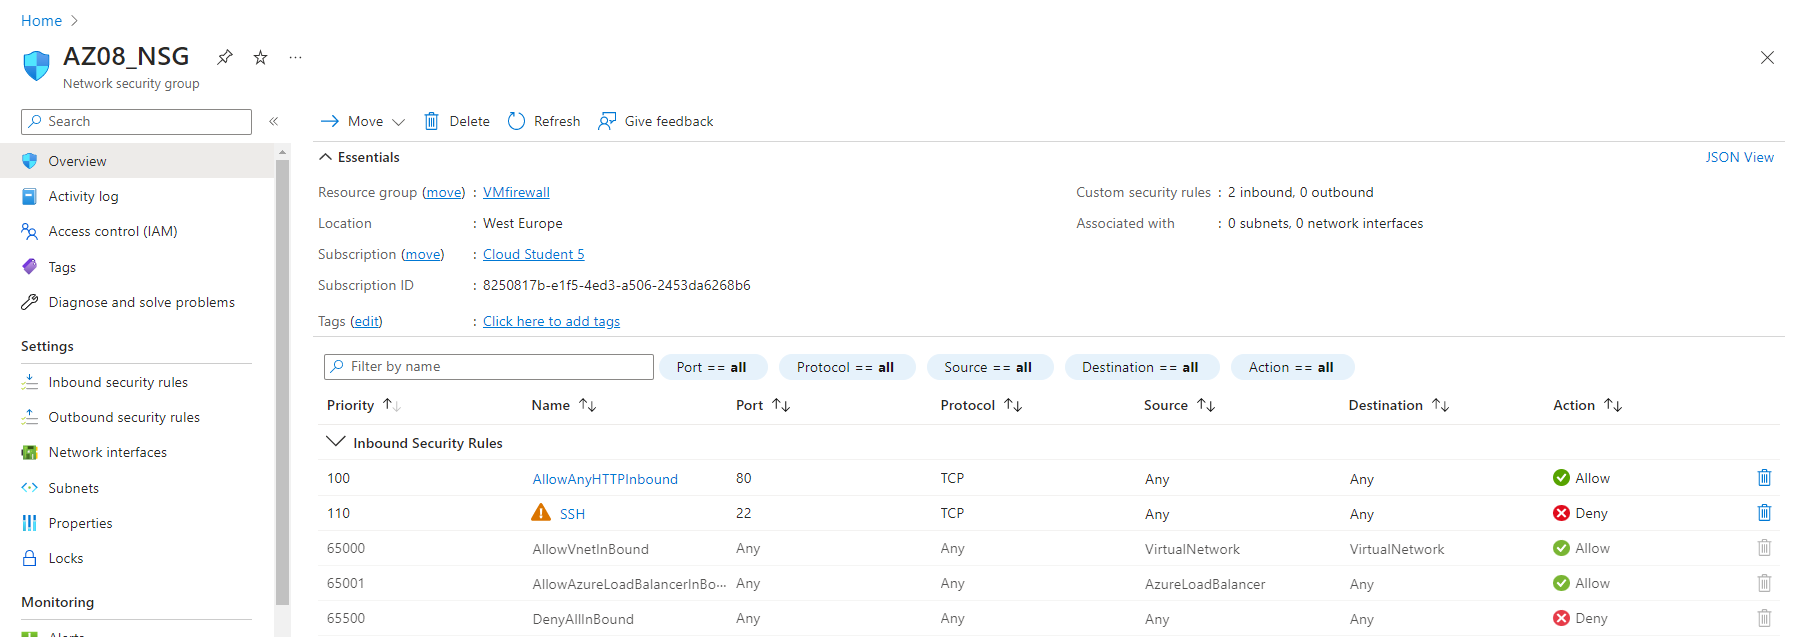 Home
AZ08_NSG
Network security group
Search
Overview
Activity log
Access control (IAM)
Tags
Diagnose and solve problems
Settings
Inbound security rules
Outbound security rules
Network interfaces
Subnets
Properties
Locks
Monitoring
Alerts
Move Delete Refresh Give feedback
Essentials JSON View
Resource group (move) : VMfirewall
Location : West Europe
Subscription (move) : Cloud Student 5
Subscription ID : 8250817b-e1f5-4ed3-a506-2453da6268b6
Tags (edit) : Click here to add tags
Custom security rules : 2 inbound, 0 outbound
Associated with : 0 subnets, 0 network interfaces
Filter by name Port == all Protocol == all Source == all Destination == all Action == all
Priority Name Port Protocol Source Destination Action
Inbound Security Rules
100 AllowAnyHTTPInbound 80 TCP Any Any Allow
110 SSH 22 TCP Any Any Deny
65000 AllowVnetInBound Any Any VirtualNetwork VirtualNetwork Allow
65001 AllowAzureLoadBalancerInBo... Any Any AzureLoadBalancer Any Allow
65500 DenyAllInBound Any Any Any Any Deny